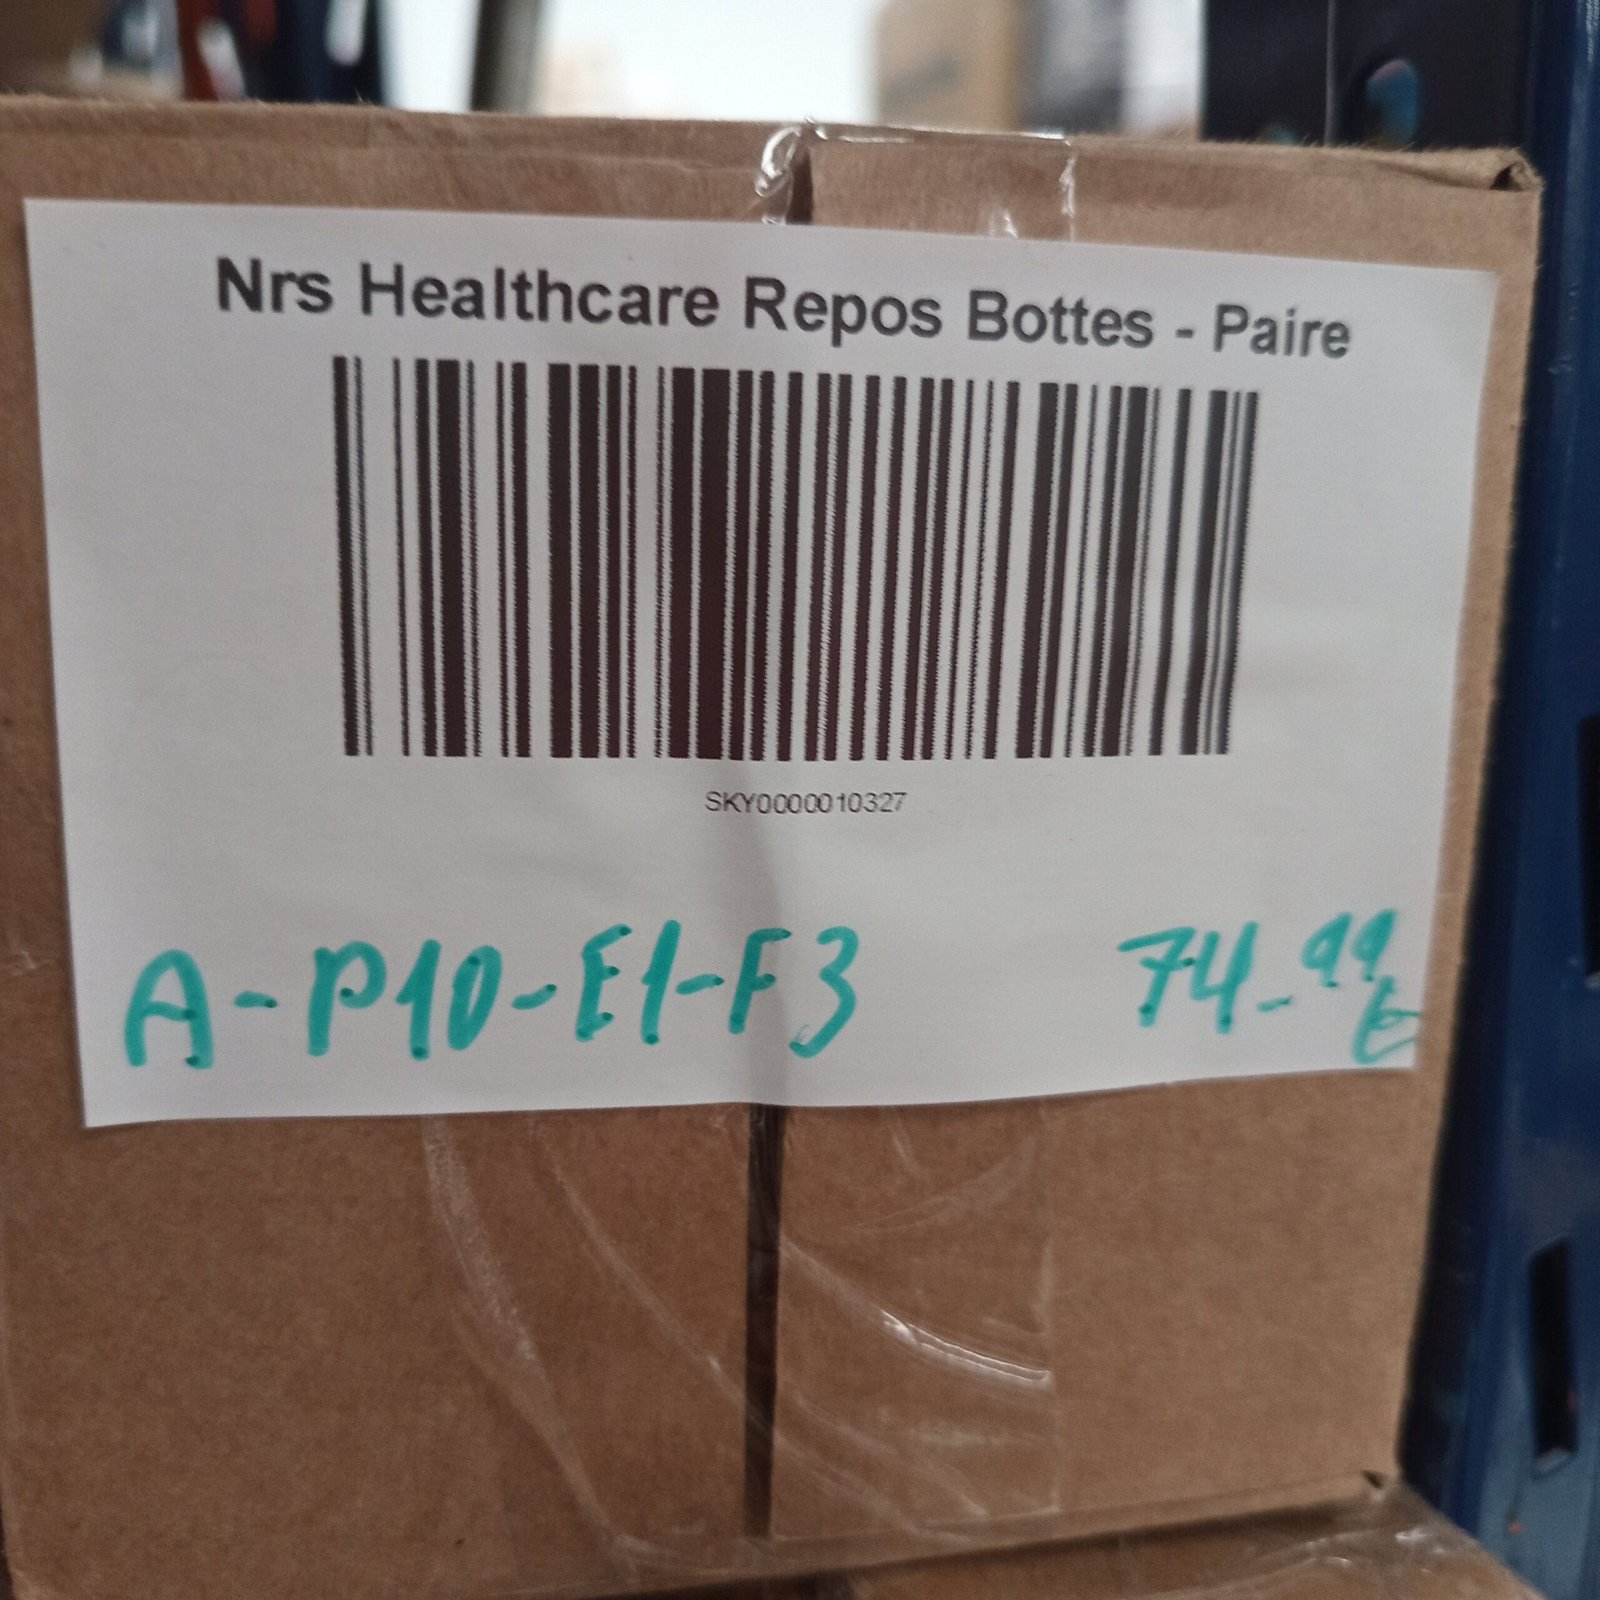 Nrs Healthcare Repos Bottes - Paire
SKY0000010327
A-P10-E1-F3 74-99€